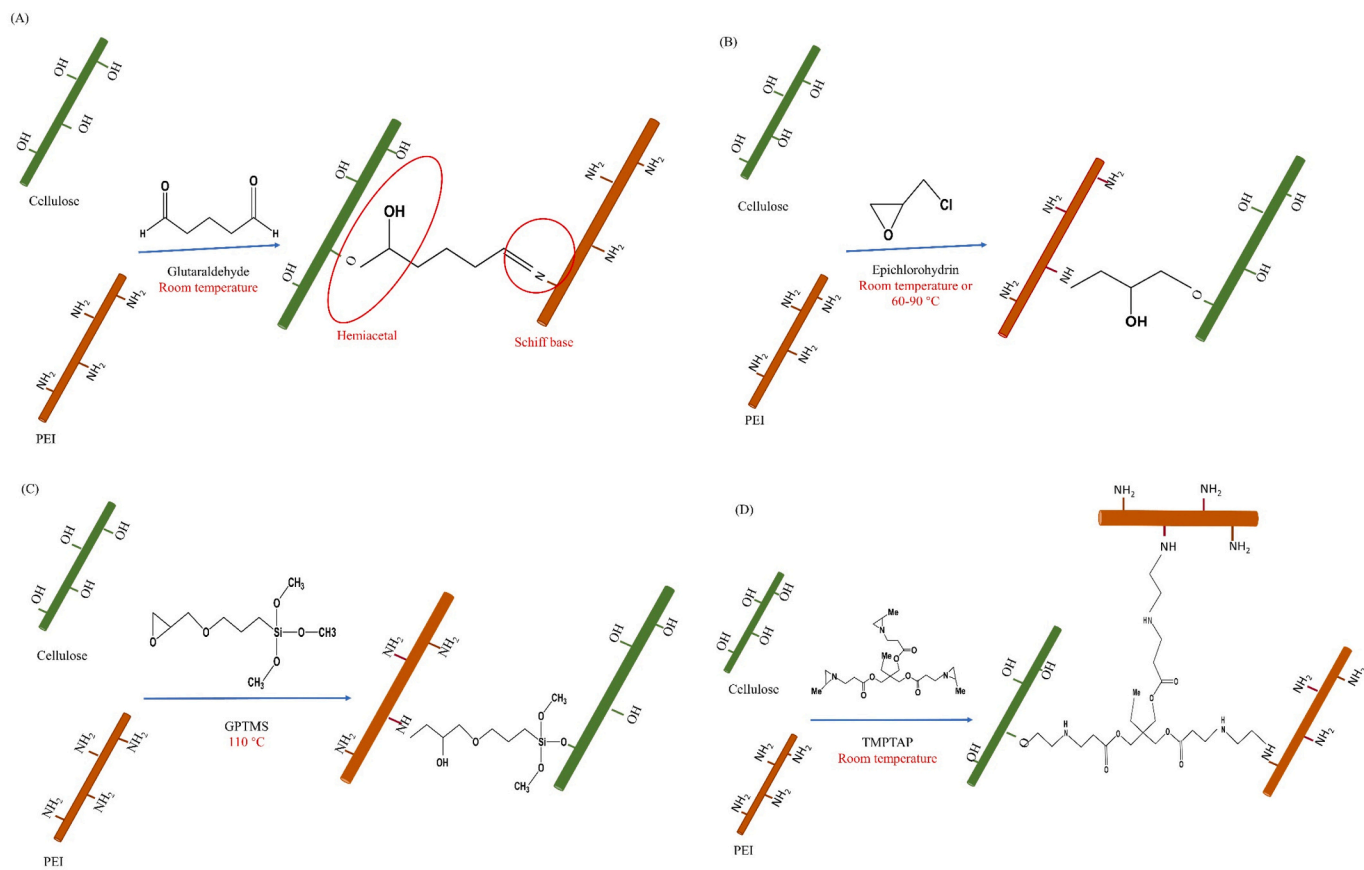 (A)
OH
OH
OH
OH
Cellulose
O
O
H
H
Glutaraldehyde
Room temperature
NH2
NH2
NH2
NH2
PEI
OH
OH
OH
O
OH
Hemiacetal
N
NH2
NH2
NH2
Schiff base
(B)
OH
OH
OH
OH
Cellulose
O
Cl
Epichlorohydrin
Room temperature or
60-90 °C
NH2
NH2
NH2
NH2
PEI
NH2
NH2
NH
OH
O
OH
OH
OH
(C)
OH
OH
OH
OH
Cellulose
O
O
Si
O
CH3
O
CH3
O
CH3
GPTMS
110 °C
NH2
NH2
NH2
NH2
PEI
NH2
NH2
NH
OH
O
Si
O
CH3
O
CH3
O
OH
OH
OH
(D)
OH
OH
OH
OH
Cellulose
Me
N
O
O
Me
Me
N
O
O
O
O
N
Me
TMPTAP
Room temperature
NH2
NH2
NH2
NH2
PEI
NH2
NH2
NH
NH2
HN
O
O
Me
OH
OH
OH
O
H
N
O
O
O
O
H
N
NH
NH2
NH2
NH2